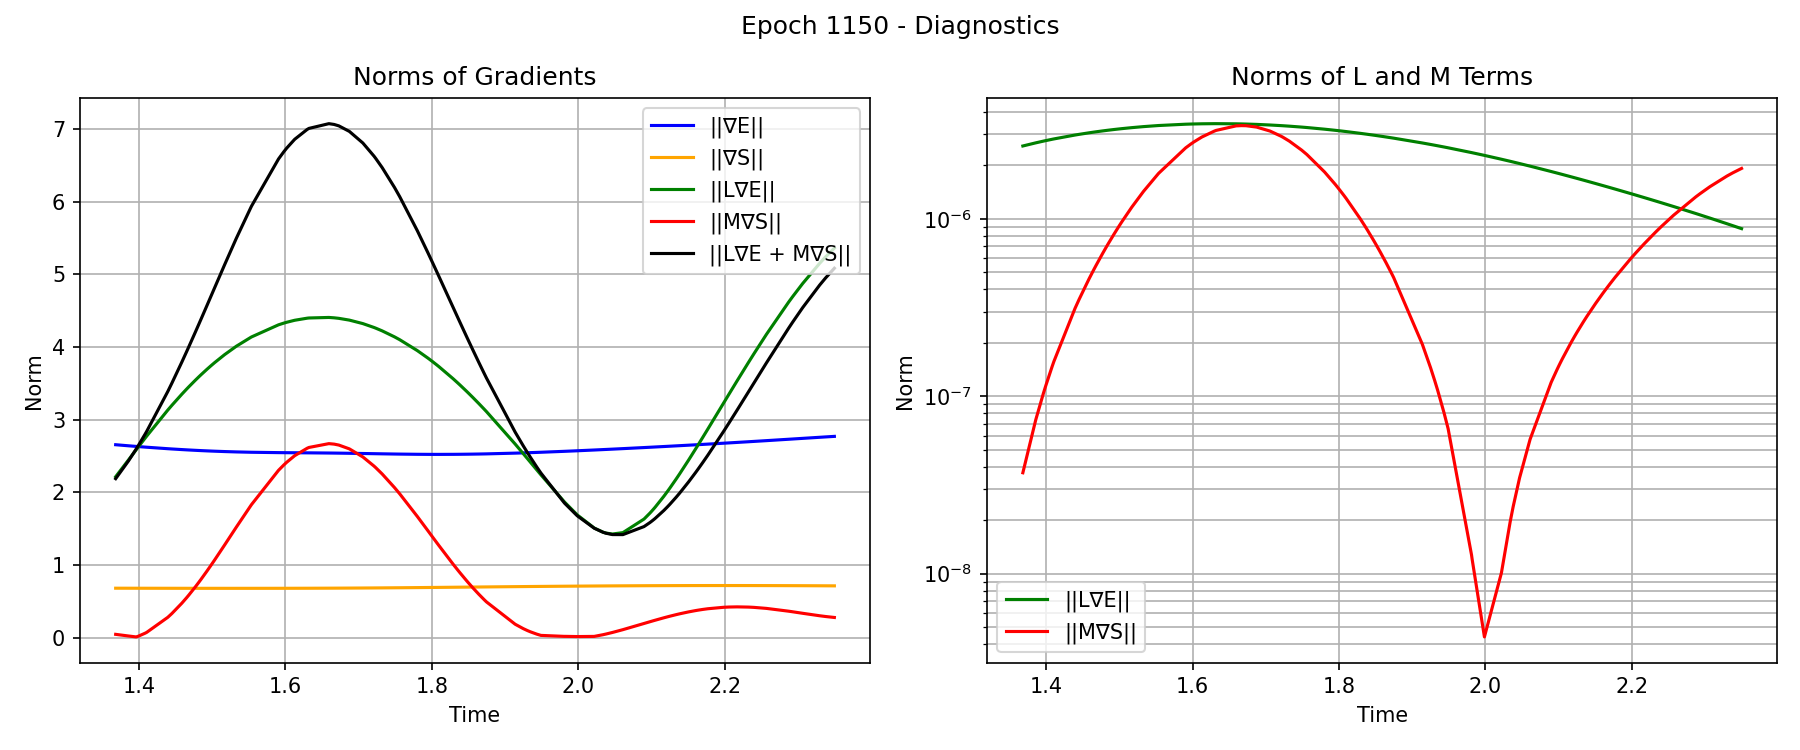 Epoch 1150 - Diagnostics
Norms of Gradients
||∇E||
||∇S||
||L∇E||
||M∇S||
||L∇E + M∇S||
7
6
5
4
3
2
1
0
Norm
1.4
1.6
1.8
2.0
2.2
Time
Norms of L and M Terms
10⁻⁶
10⁻⁷
10⁻⁸
Norm
||L∇E||
||M∇S||
1.4
1.6
1.8
2.0
2.2
Time